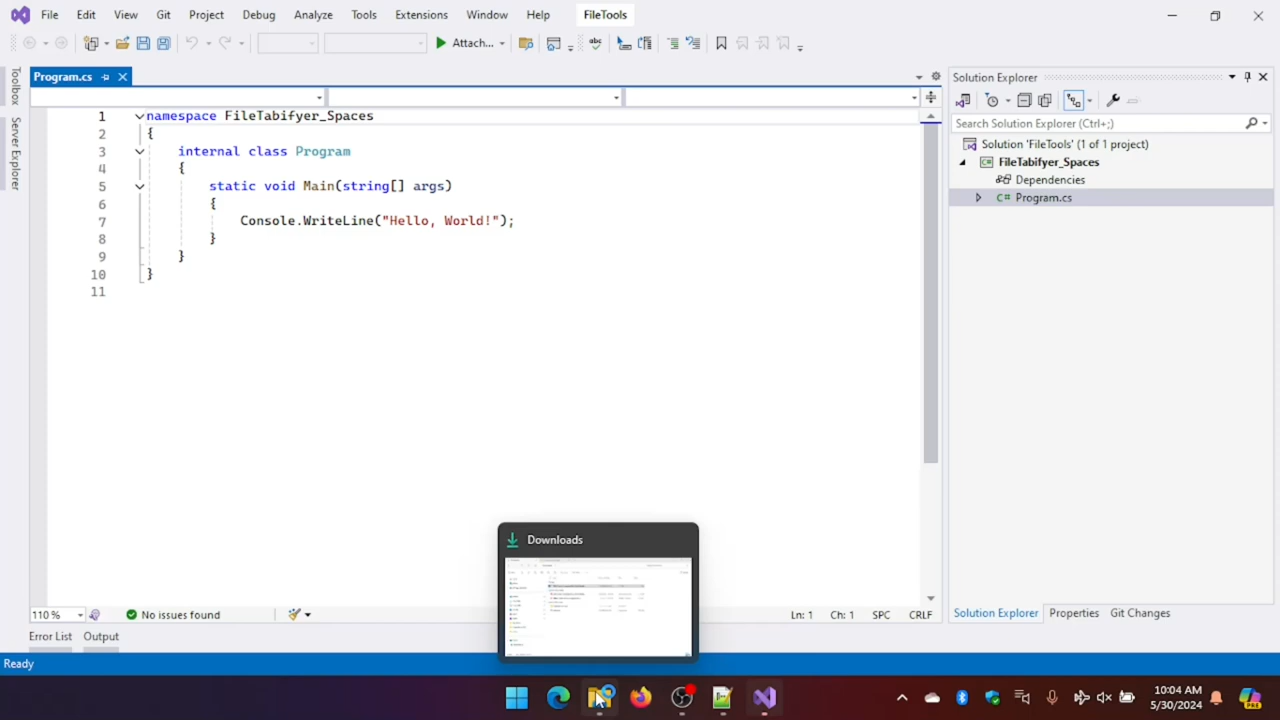 File Edit View Git Project Debug Analyze Tools Extensions Window Help FileTools
Attach...
Program.cs
Solution Explorer
Toolbox
Server Explorer
1 namespace FileTabifyer_Spaces
2 {
3 internal class Program
4 {
5 static void Main(string[] args)
6 {
7 Console.WriteLine("Hello, World!");
8 }
9 }
10 }
11
Search Solution Explorer (Ctrl+;)
Solution 'FileTools' (1 of 1 project)
FileTabifyer_Spaces
Dependencies
C# Program.cs
Downloads
110 % No issues found Ln: 1 Ch: 1 SPC CRLF
Solution Explorer Properties Git Changes
Error List Output
Ready
10:04 AM
5/30/2024
PRE